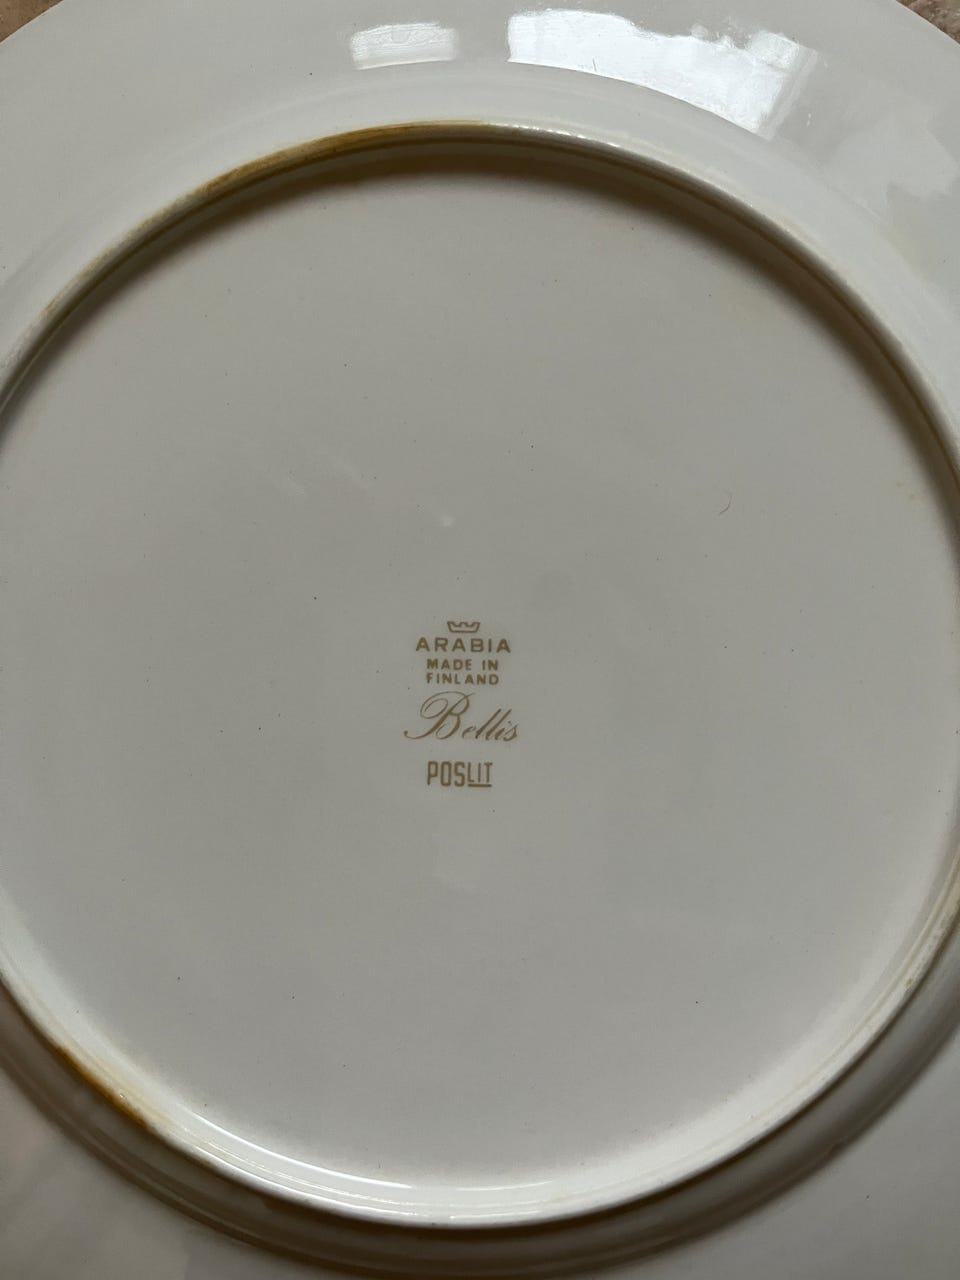 ARABIA
MADE IN
FINLAND
Bellis
POSLIT